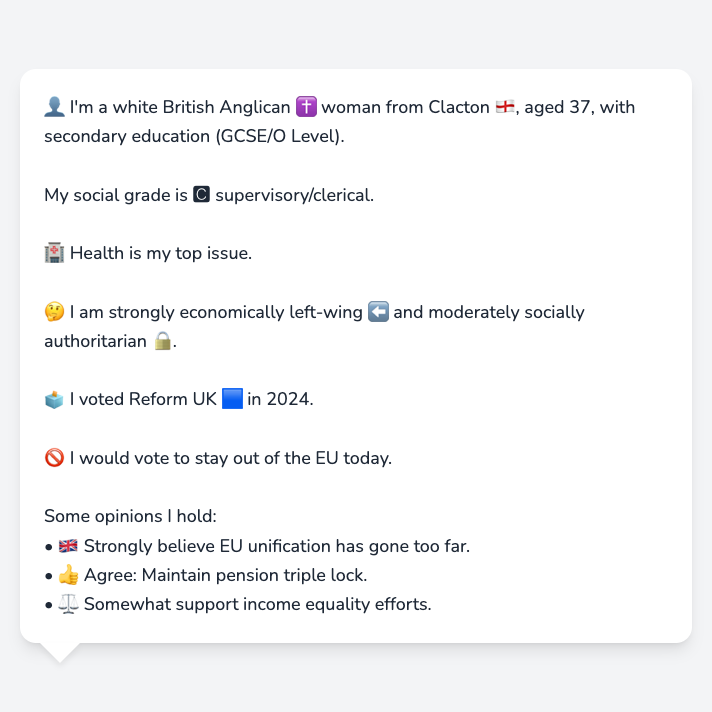 👤 I'm a white British Anglican ✝️ woman from Clacton 🏴󠁧󠁢󠁥󠁮󠁧󠁿, aged 37, with
secondary education (GCSE/O Level).
My social grade is 🅲 supervisory/clerical.
🏥 Health is my top issue.
🤔 I am strongly economically left-wing ⬅️ and moderately socially
authoritarian 🔒.
🗳️ I voted Reform UK 🟦 in 2024.
🚫 I would vote to stay out of the EU today.
Some opinions I hold:
• 🇬🇧 Strongly believe EU unification has gone too far.
• 👍 Agree: Maintain pension triple lock.
• ⚖️ Somewhat support income equality efforts.